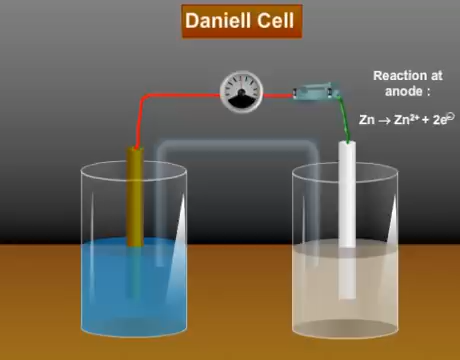 Daniell Cell
Reaction at
anode :
Zn → Zn²⁺ + 2e⊖